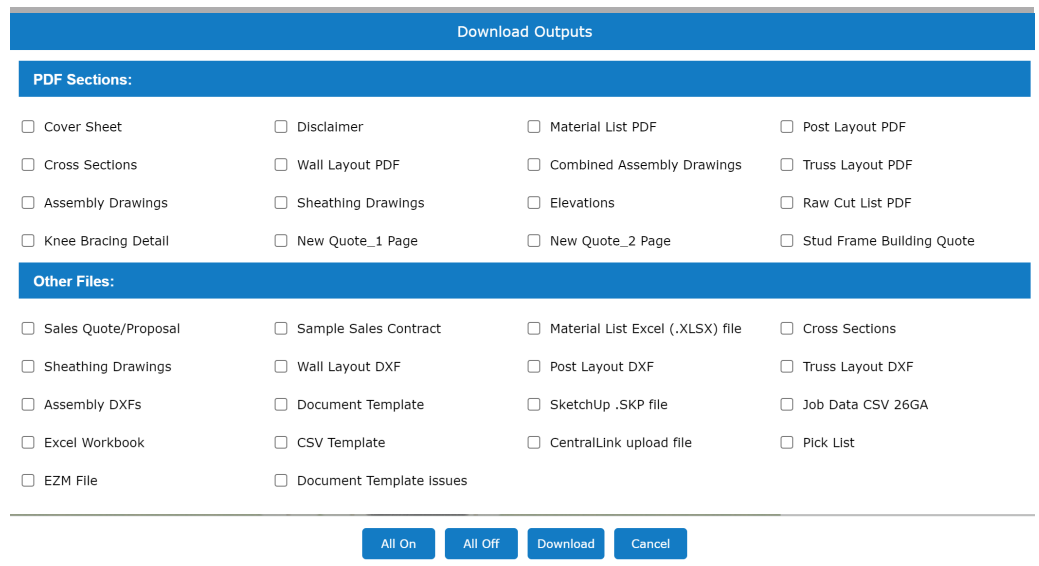 Download Outputs
PDF Sections:
Cover Sheet
Disclaimer
Material List PDF
Post Layout PDF
Cross Sections
Wall Layout PDF
Combined Assembly Drawings
Truss Layout PDF
Assembly Drawings
Sheathing Drawings
Elevations
Raw Cut List PDF
Knee Bracing Detail
New Quote_1 Page
New Quote_2 Page
Stud Frame Building Quote
Other Files:
Sales Quote/Proposal
Sample Sales Contract
Material List Excel (.XLSX) file
Cross Sections
Sheathing Drawings
Wall Layout DXF
Post Layout DXF
Truss Layout DXF
Assembly DXFs
Document Template
SketchUp .SKP file
Job Data CSV 26GA
Excel Workbook
CSV Template
CentralLink upload file
Pick List
EZM File
Document Template issues
All On
All Off
Download
Cancel